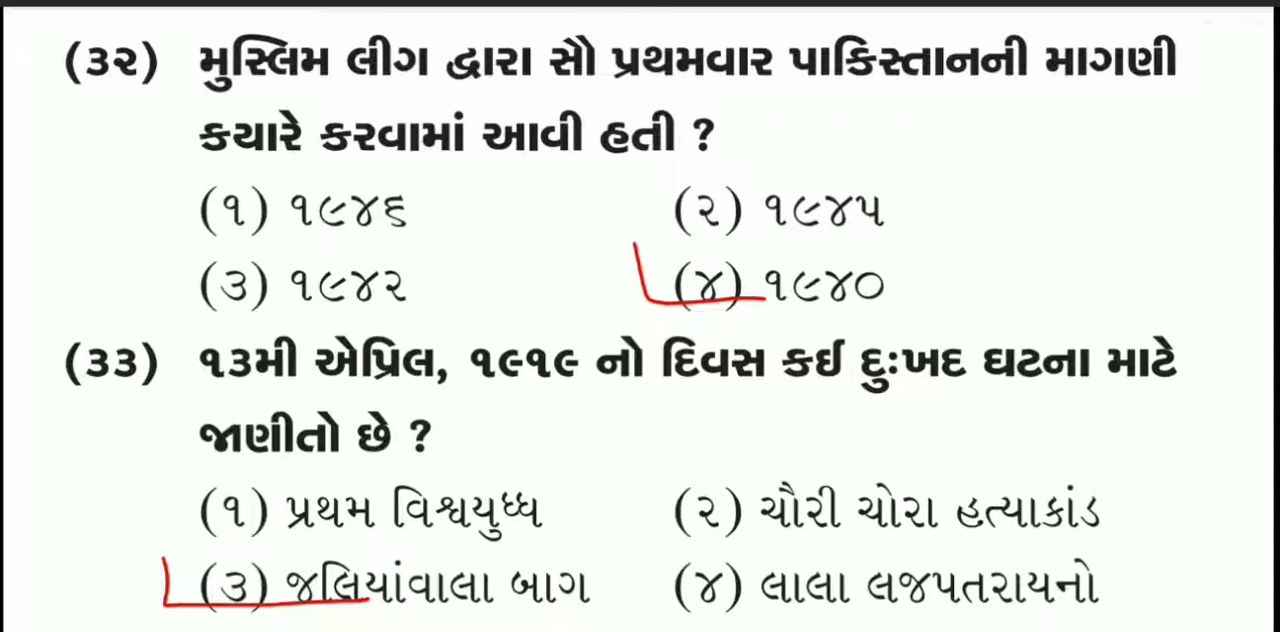 (૩૨) મુસ્લિમ લીગ દ્વારા સૌ પ્રથમવાર પાકિસ્તાનની માગણી
કયારે કરવામાં આવી હતી ?
(૧) ૧૯૪૬ (૨) ૧૯૪૫
(૩) ૧૯૪૨ (૪) ૧૯૪૦
(૩૩) ૧૩મી એપ્રિલ, ૧૯૧૯ નો દિવસ કઈ દુઃખદ ઘટના માટે
જાણીતો છે ?
(૧) પ્રથમ વિશ્વયુધ્ધ (૨) ચૌરી ચોરા હત્યાકાંડ
(૩) જલિયાંવાલા બાગ (૪) લાલા લજપતરાયનો